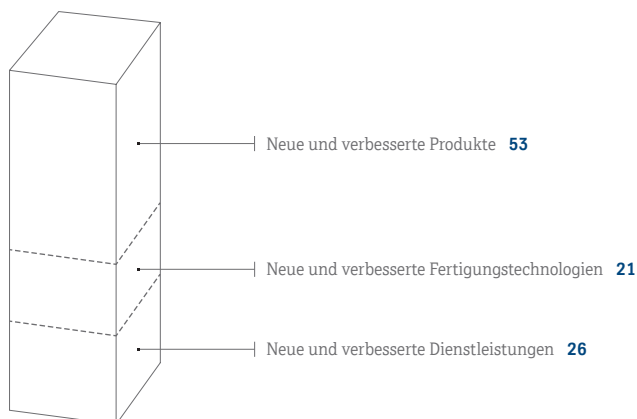 Neue und verbesserte Produkte 53
Neue und verbesserte Fertigungstechnologien 21
Neue und verbesserte Dienstleistungen 26